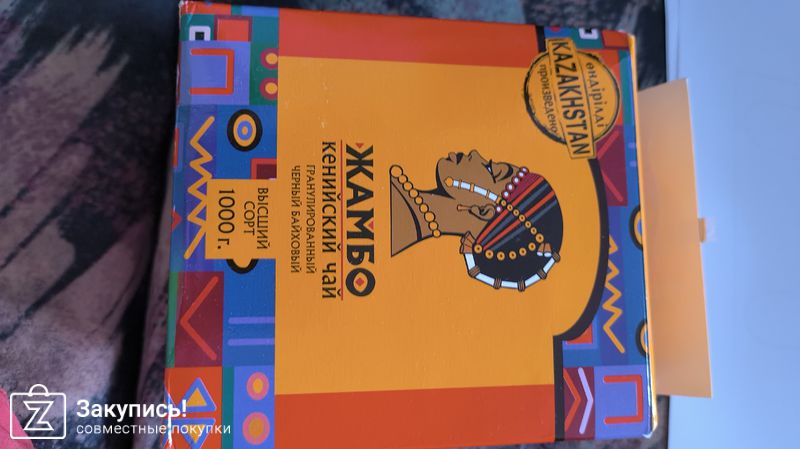 өндірілді
KAZAKHSTAN
произведено
ЖАМБО
кенийский чай
ГРАНУЛИРОВАННЫЙ
ЧЕРНЫЙ БАЙХОВЫЙ
ВЫСШИЙ
СОРТ
1000 г.
Закупись!
совместные покупки